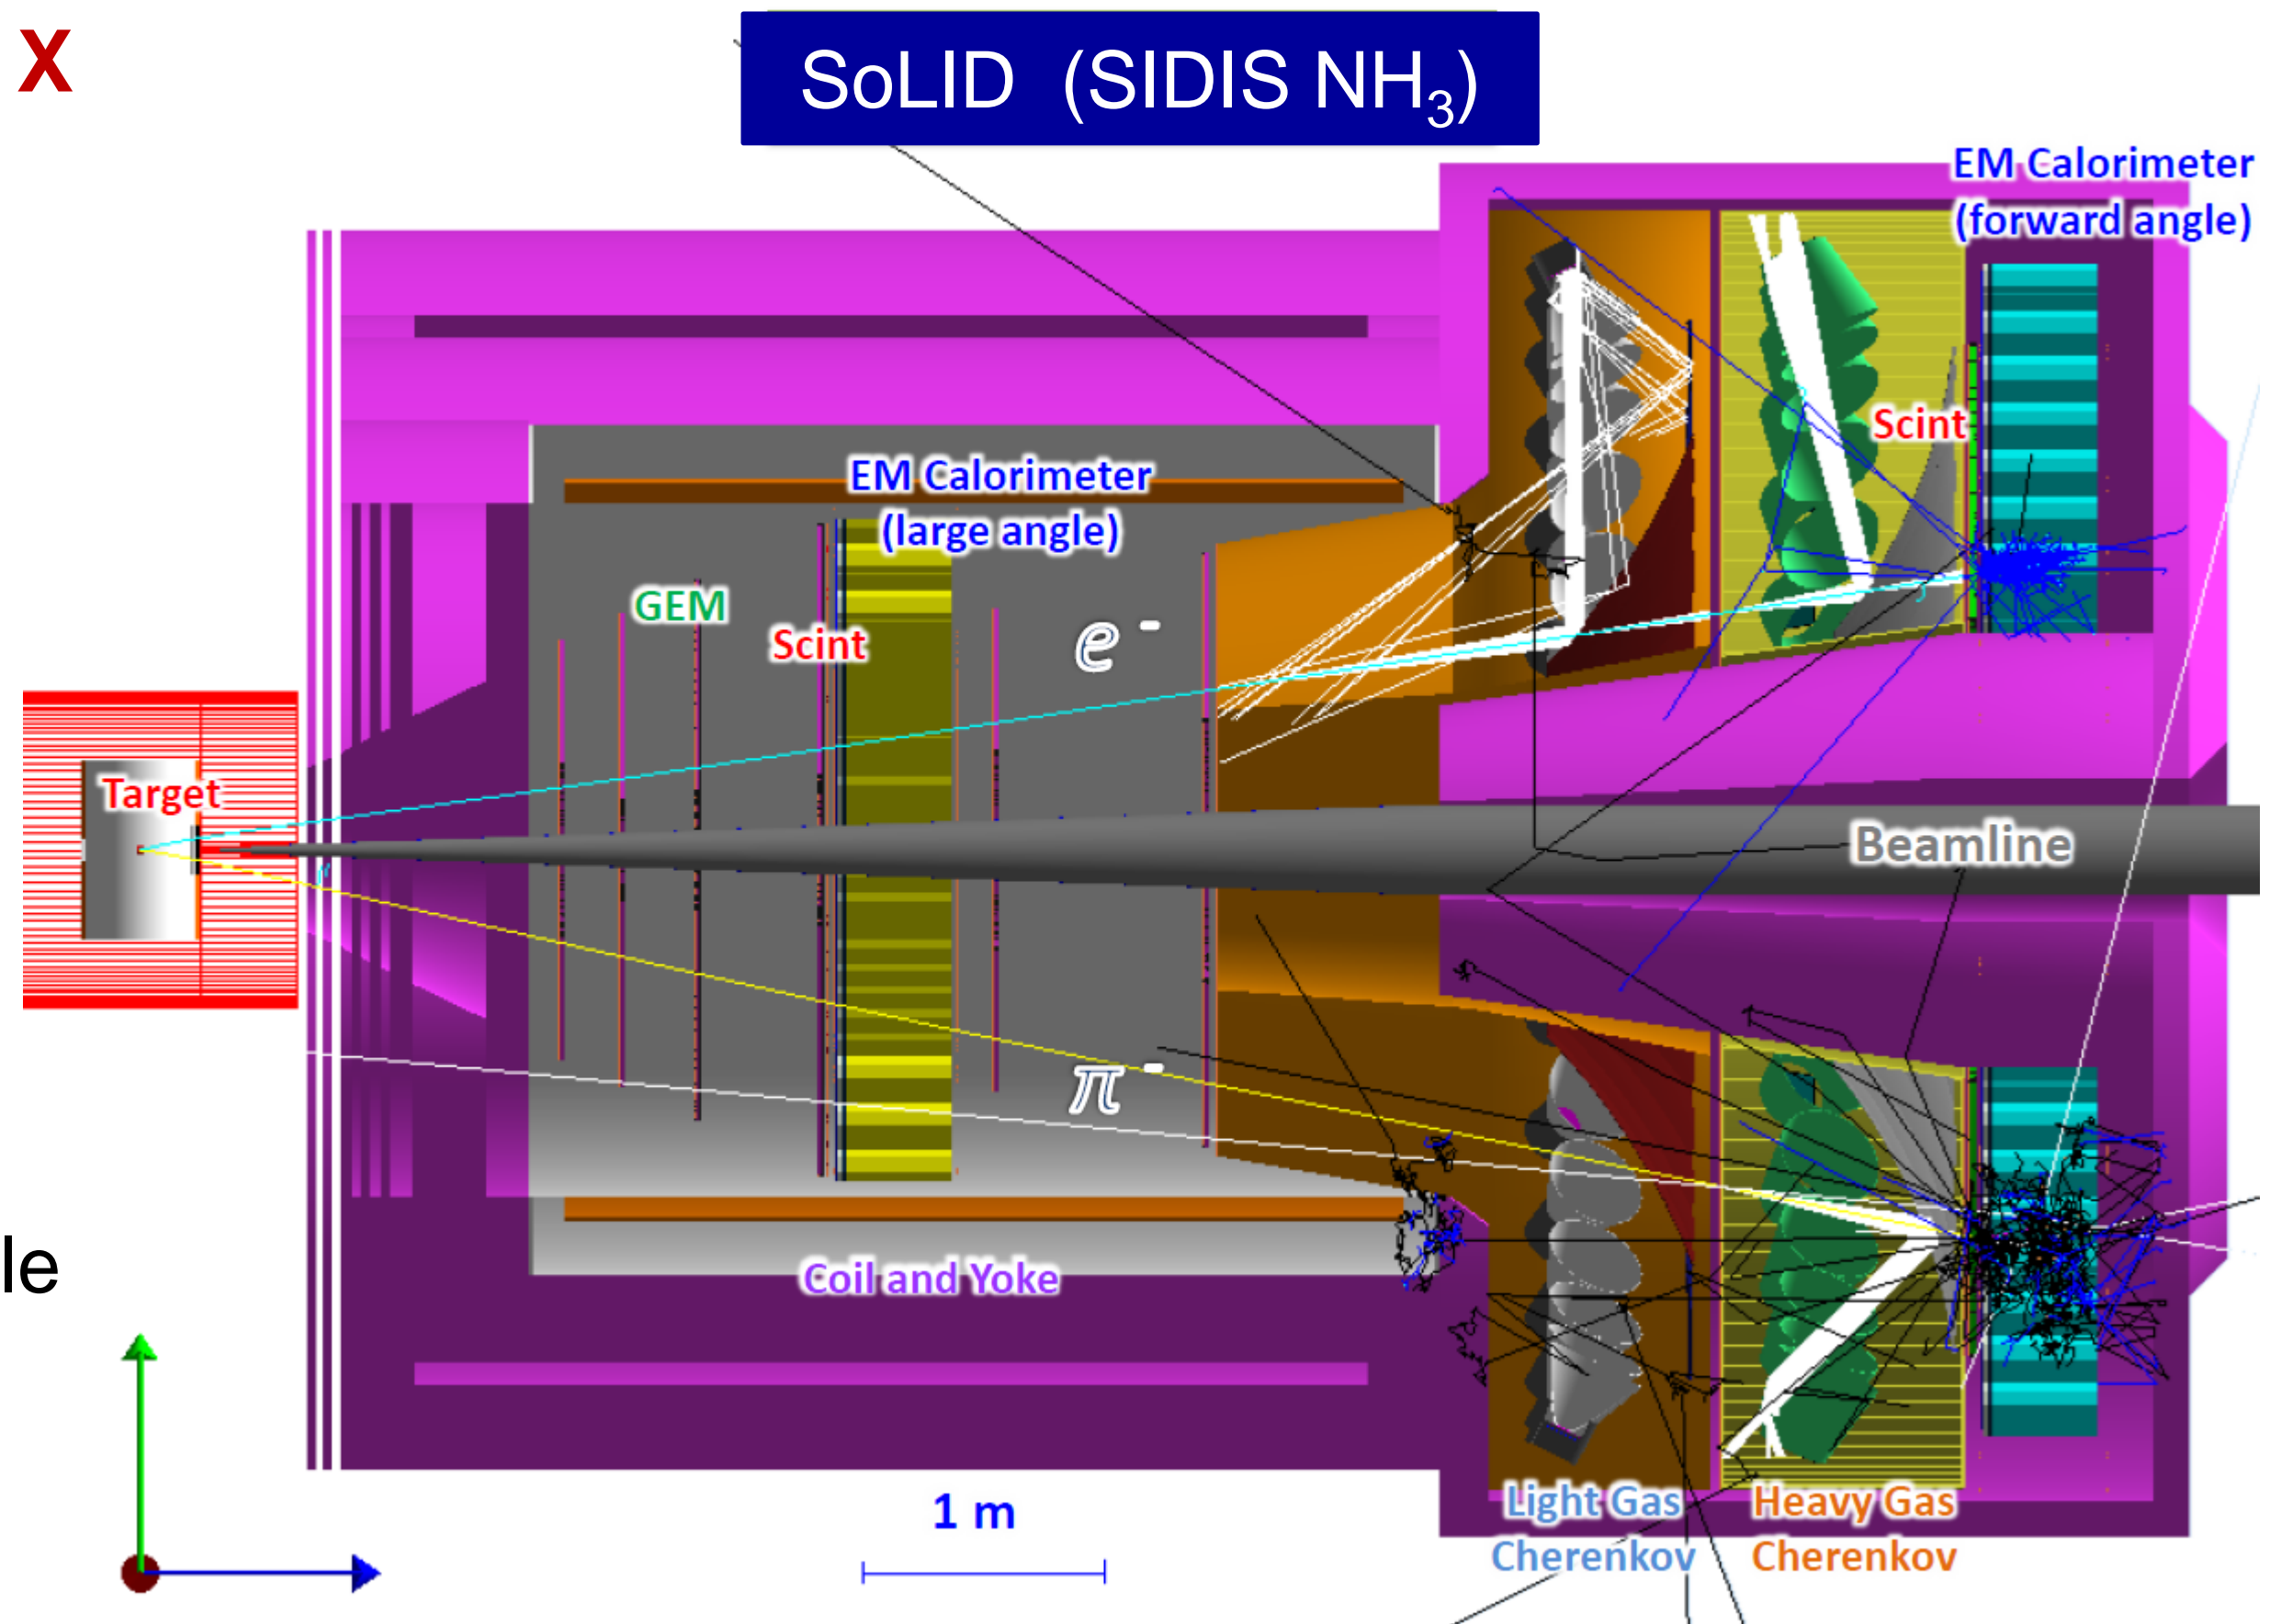 X
SoLID (SIDIS NH₃)
EM Calorimeter
(forward angle)
Scint
EM Calorimeter
(large angle)
GEM
Scint
e⁻
Target
Beamline
π⁻
le
Coil and Yoke
1 m
Light Gas
Cherenkov
Heavy Gas
Cherenkov